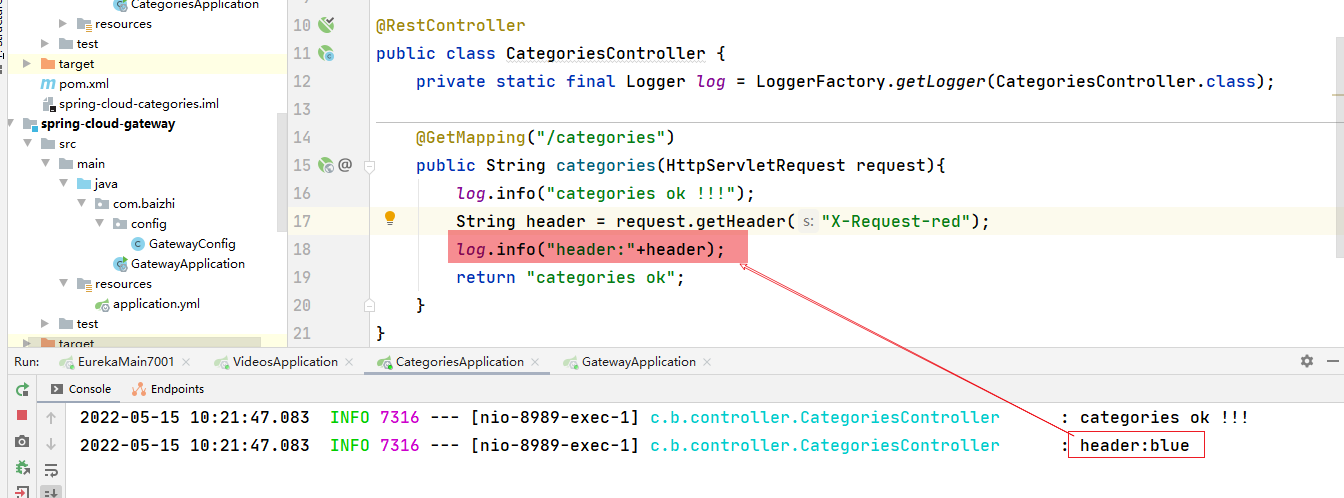 CategoriesApplication
resources
test
target
pom.xml
spring-cloud-categories.iml
spring-cloud-gateway
src
main
java
com.baizhi
config
GatewayConfig
GatewayApplication
resources
application.yml
test
target
10 @RestController
11 public class CategoriesController {
12 private static final Logger log = LoggerFactory.getLogger(CategoriesController.class);
13
14 @GetMapping("/categories")
15 @ public String categories(HttpServletRequest request){
16 log.info("categories ok !!!");
17 String header = request.getHeader( s: "X-Request-red");
18 log.info("header:"+header);
19 return "categories ok";
20 }
21 }
Run: EurekaMain7001 VideosApplication CategoriesApplication GatewayApplication
Console Endpoints
2022-05-15 10:21:47.083 INFO 7316 --- [nio-8989-exec-1] c.b.controller.CategoriesController : categories ok !!!
2022-05-15 10:21:47.083 INFO 7316 --- [nio-8989-exec-1] c.b.controller.CategoriesController : header:blue